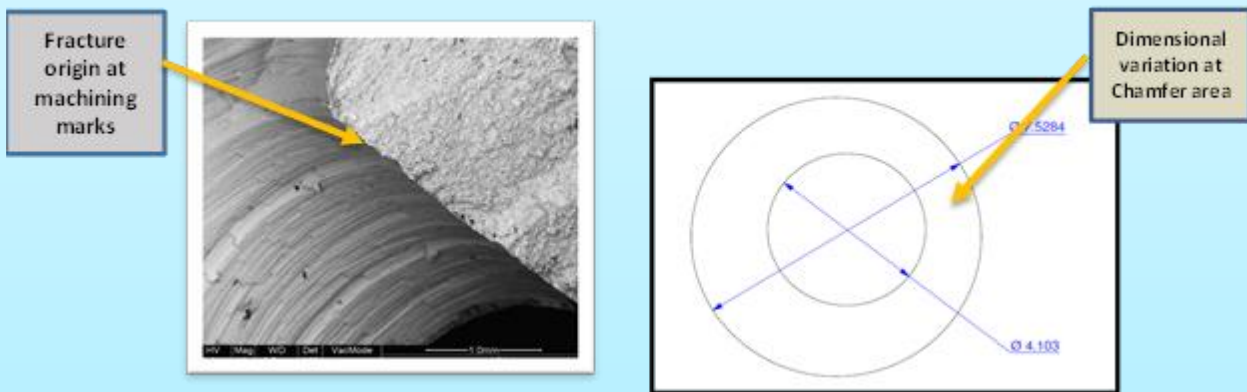 Fracture
origin at
machining
marks
HV Mag WD Det VacMode 1.0mm
Dimensional
variation at
Chamfer area
Ø 4.103